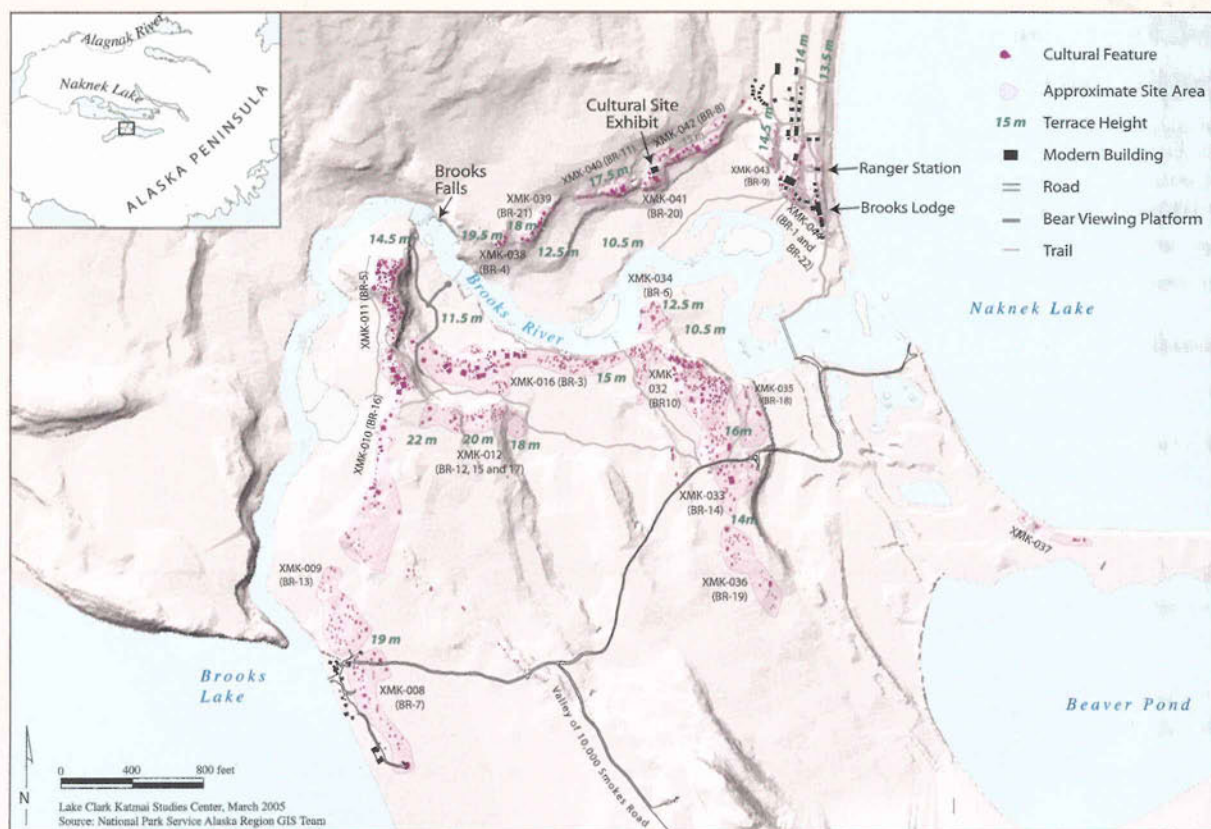 Alagnak River
Naknek Lake
ALASKA PENINSULA
Cultural Feature
Approximate Site Area
15 m Terrace Height
Modern Building
Road
Bear Viewing Platform
Trail
14 m
13.5 m
14.5 m
Cultural Site
Exhibit
XMK-042 (BR-8)
XMK-040 (BR-11)
17.5 m
XMK-043
(BR-9)
Ranger Station
Brooks Lodge
(BR-1 and
BR-22)
XMK-041
(BR-20)
Brooks
Falls
XMK-039
(BR-21)
18 m
19.5 m
XMK-038
(BR-4)
12.5 m
10.5 m
14.5 m
XMK-034
(BR-6)
12.5 m
10.5 m
Naknek Lake
XMK-011 (BR-5)
11.5 m
Brooks River
XMK-016 (BR-3)
15 m
XMK-
032
(BR10)
XMK-035
(BR-18)
XMK-010 (BR-16)
22 m
20 m
18 m
XMK-012
(BR-12, 15 and 17)
16m
XMK-033
(BR-14)
14m
XMK-037
XMK-009
(BR-13)
XMK-036
(BR-19)
19 m
Brooks
Lake
XMK-008
(BR-7)
Valley of 10,000 Smokes Road
Beaver Pond
0 400 800 feet
N
Lake Clark Katmai Studies Center, March 2005
Source: National Park Service Alaska Region GIS Team